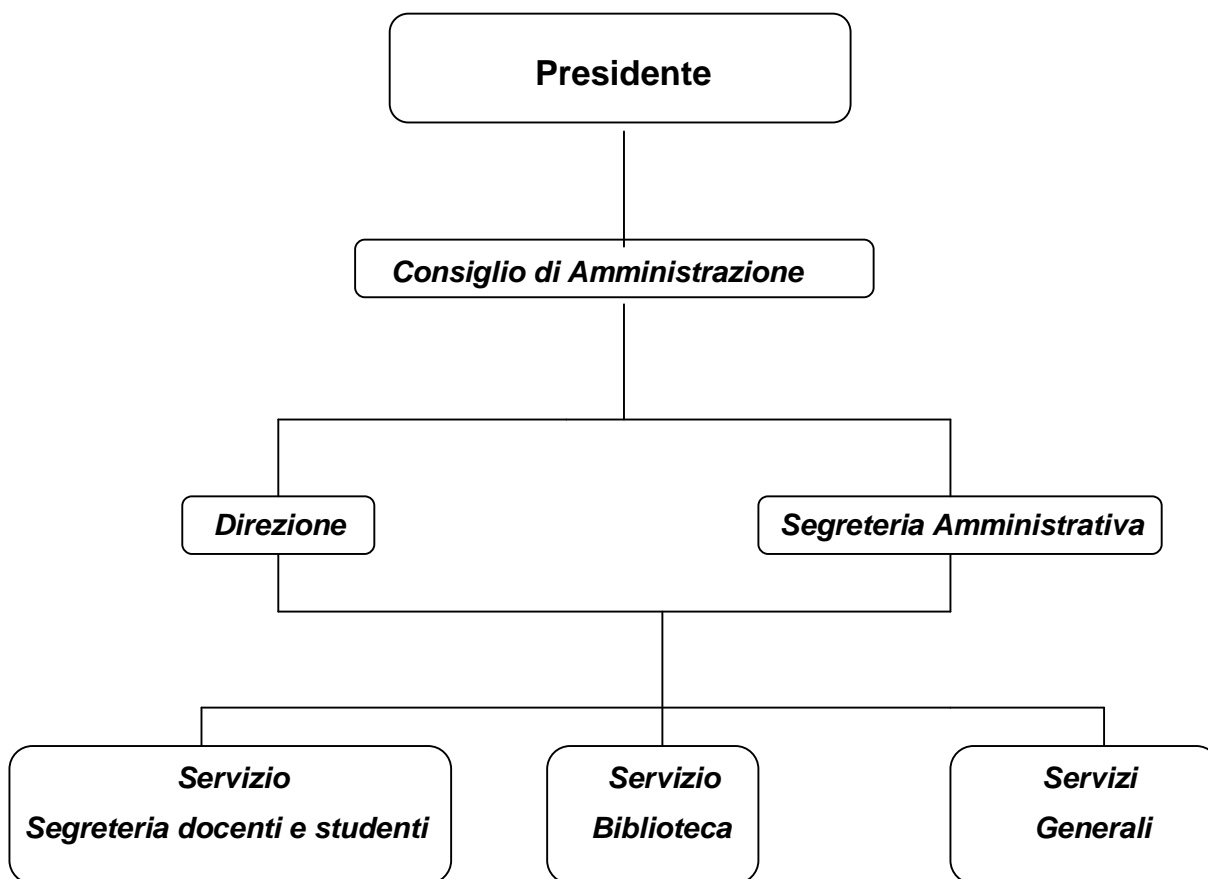 Presidente
Consiglio di Amministrazione
Direzione
Segreteria Amministrativa
Servizio
Segreteria docenti e studenti
Servizio
Biblioteca
Servizi
Generali